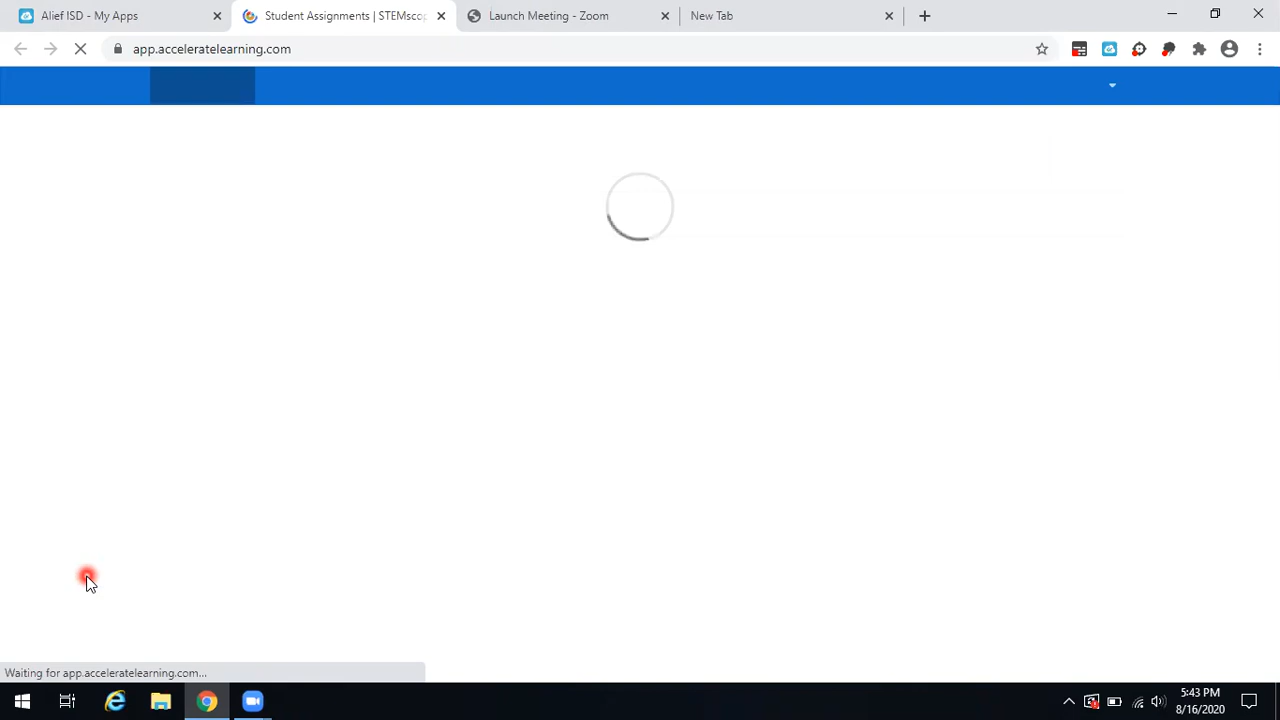 Alief ISD - My Apps
Student Assignments | STEMscop
Launch Meeting - Zoom
New Tab
app.acceleratelearning.com
Waiting for app.acceleratelearning.com...
5:43 PM
8/16/2020